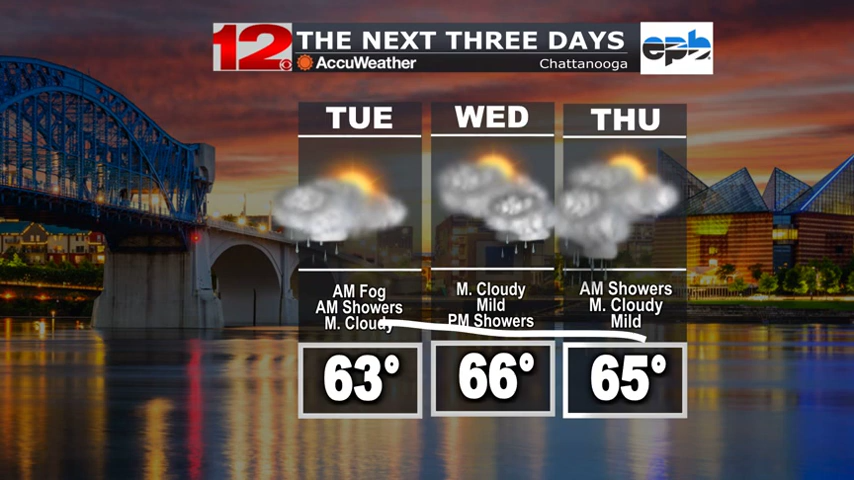 12 THE NEXT THREE DAYS
AccuWeather Chattanooga
epb
TUE
AM Fog
AM Showers
M. Cloudy
63°
WED
M. Cloudy
Mild
PM Showers
66°
THU
AM Showers
M. Cloudy
Mild
65°